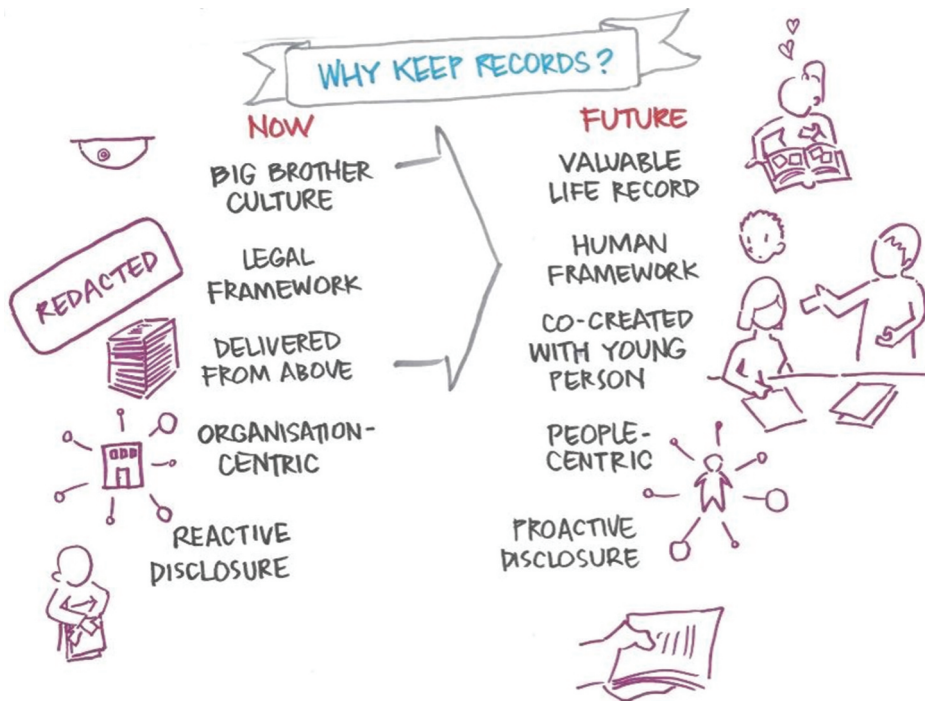 WHY KEEP RECORDS?
NOW
BIG BROTHER
CULTURE
LEGAL
FRAMEWORK
REDACTED
DELIVERED
FROM ABOVE
ORGANISATION-
CENTRIC
REACTIVE
DISCLOSURE
FUTURE
VALUABLE
LIFE RECORD
HUMAN
FRAMEWORK
CO-CREATED
WITH YOUNG
PERSON
PEOPLE-
CENTRIC
PROACTIVE
DISCLOSURE